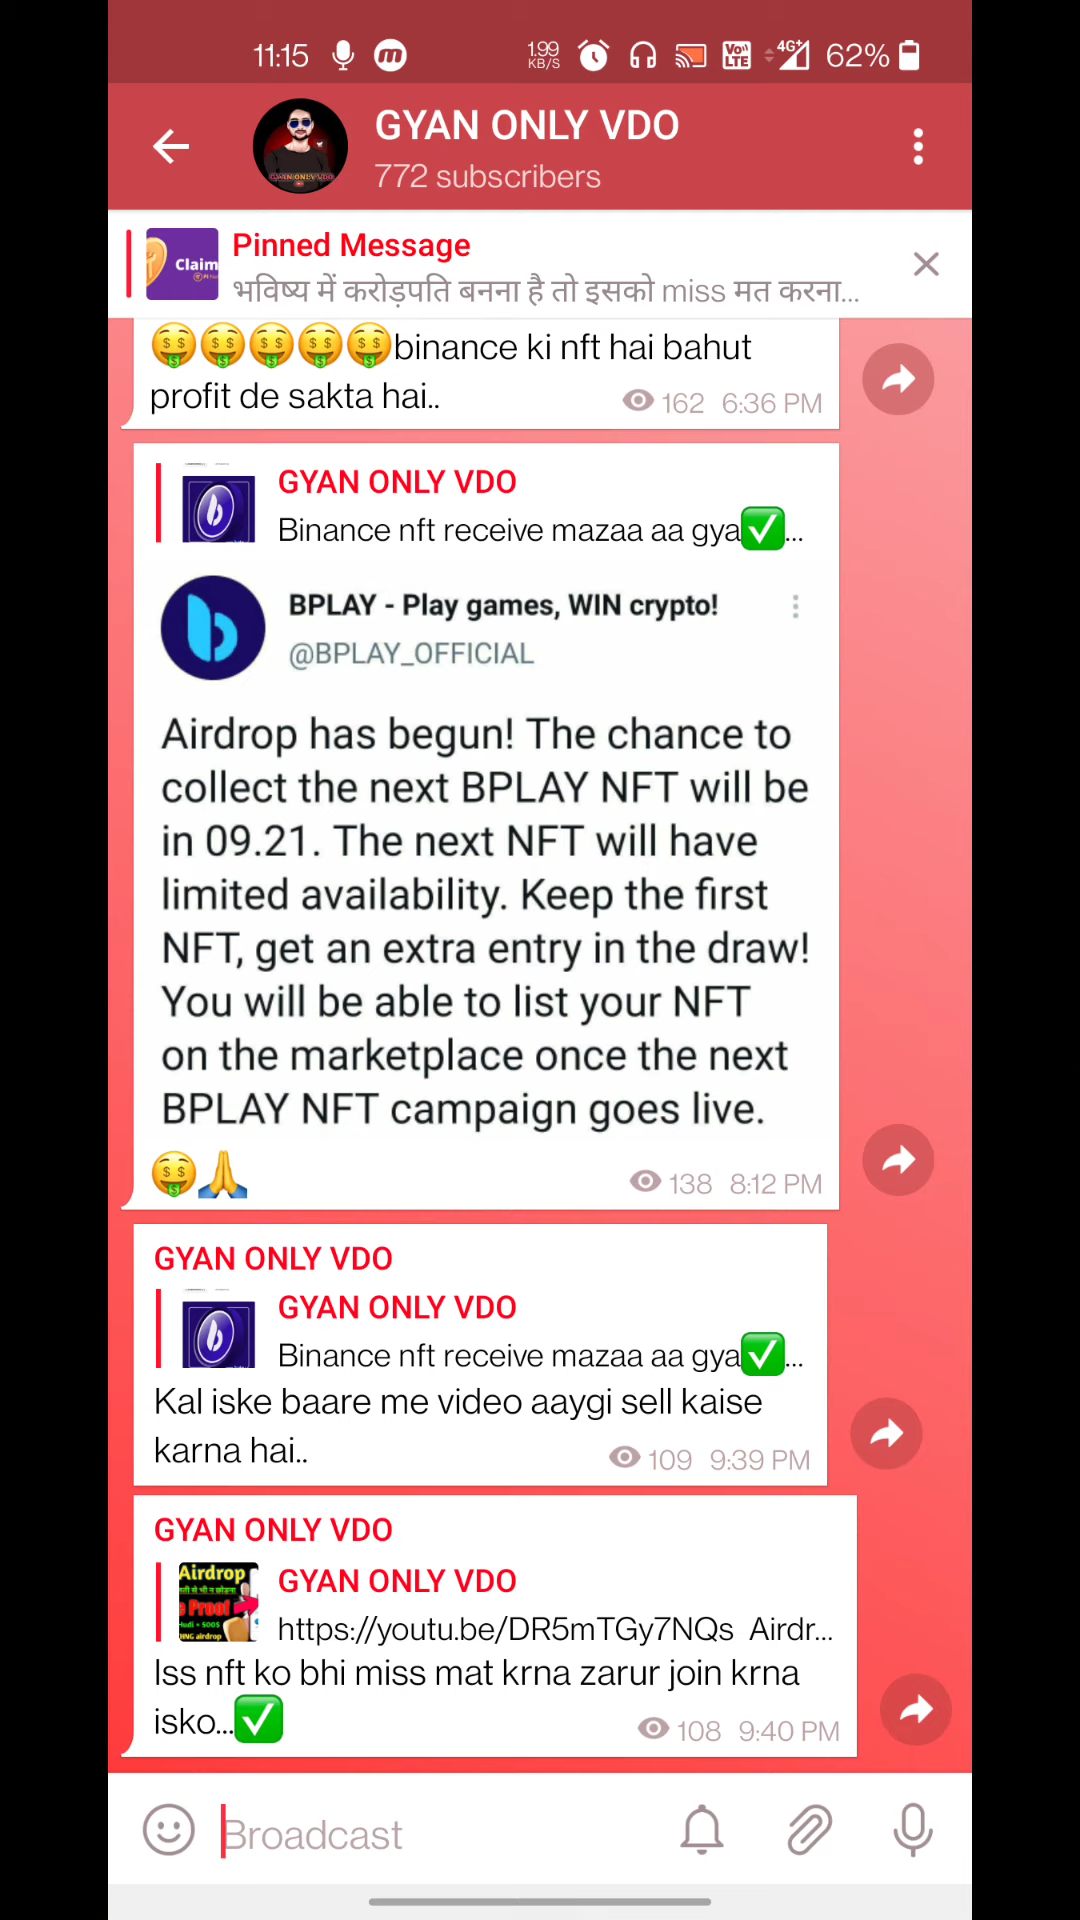 11:15
1.99
KB/S
Vo))
LTE
4G+
62%
GYAN ONLY VDO
772 subscribers
Claim
Pinned Message
भविष्य में करोड़पति बनना है तो इसको miss मत करना...
🤑🤑🤑🤑🤑binance ki nft hai bahut
profit de sakta hai..
162 6:36 PM
GYAN ONLY VDO
Binance nft receive mazaa aa gya✅...
BPLAY - Play games, WIN crypto!
@BPLAY_OFFICIAL
Airdrop has begun! The chance to
collect the next BPLAY NFT will be
in 09.21. The next NFT will have
limited availability. Keep the first
NFT, get an extra entry in the draw!
You will be able to list your NFT
on the marketplace once the next
BPLAY NFT campaign goes live.
🤑🙏
138 8:12 PM
GYAN ONLY VDO
GYAN ONLY VDO
Binance nft receive mazaa aa gya✅...
Kal iske baare me video aaygi sell kaise
karna hai..
109 9:39 PM
GYAN ONLY VDO
Airdrop
Proof
GYAN ONLY VDO
https://youtu.be/DR5mTGy7NQs Airdr...
Iss nft ko bhi miss mat krna zarur join krna
isko...✅
108 9:40 PM
Broadcast